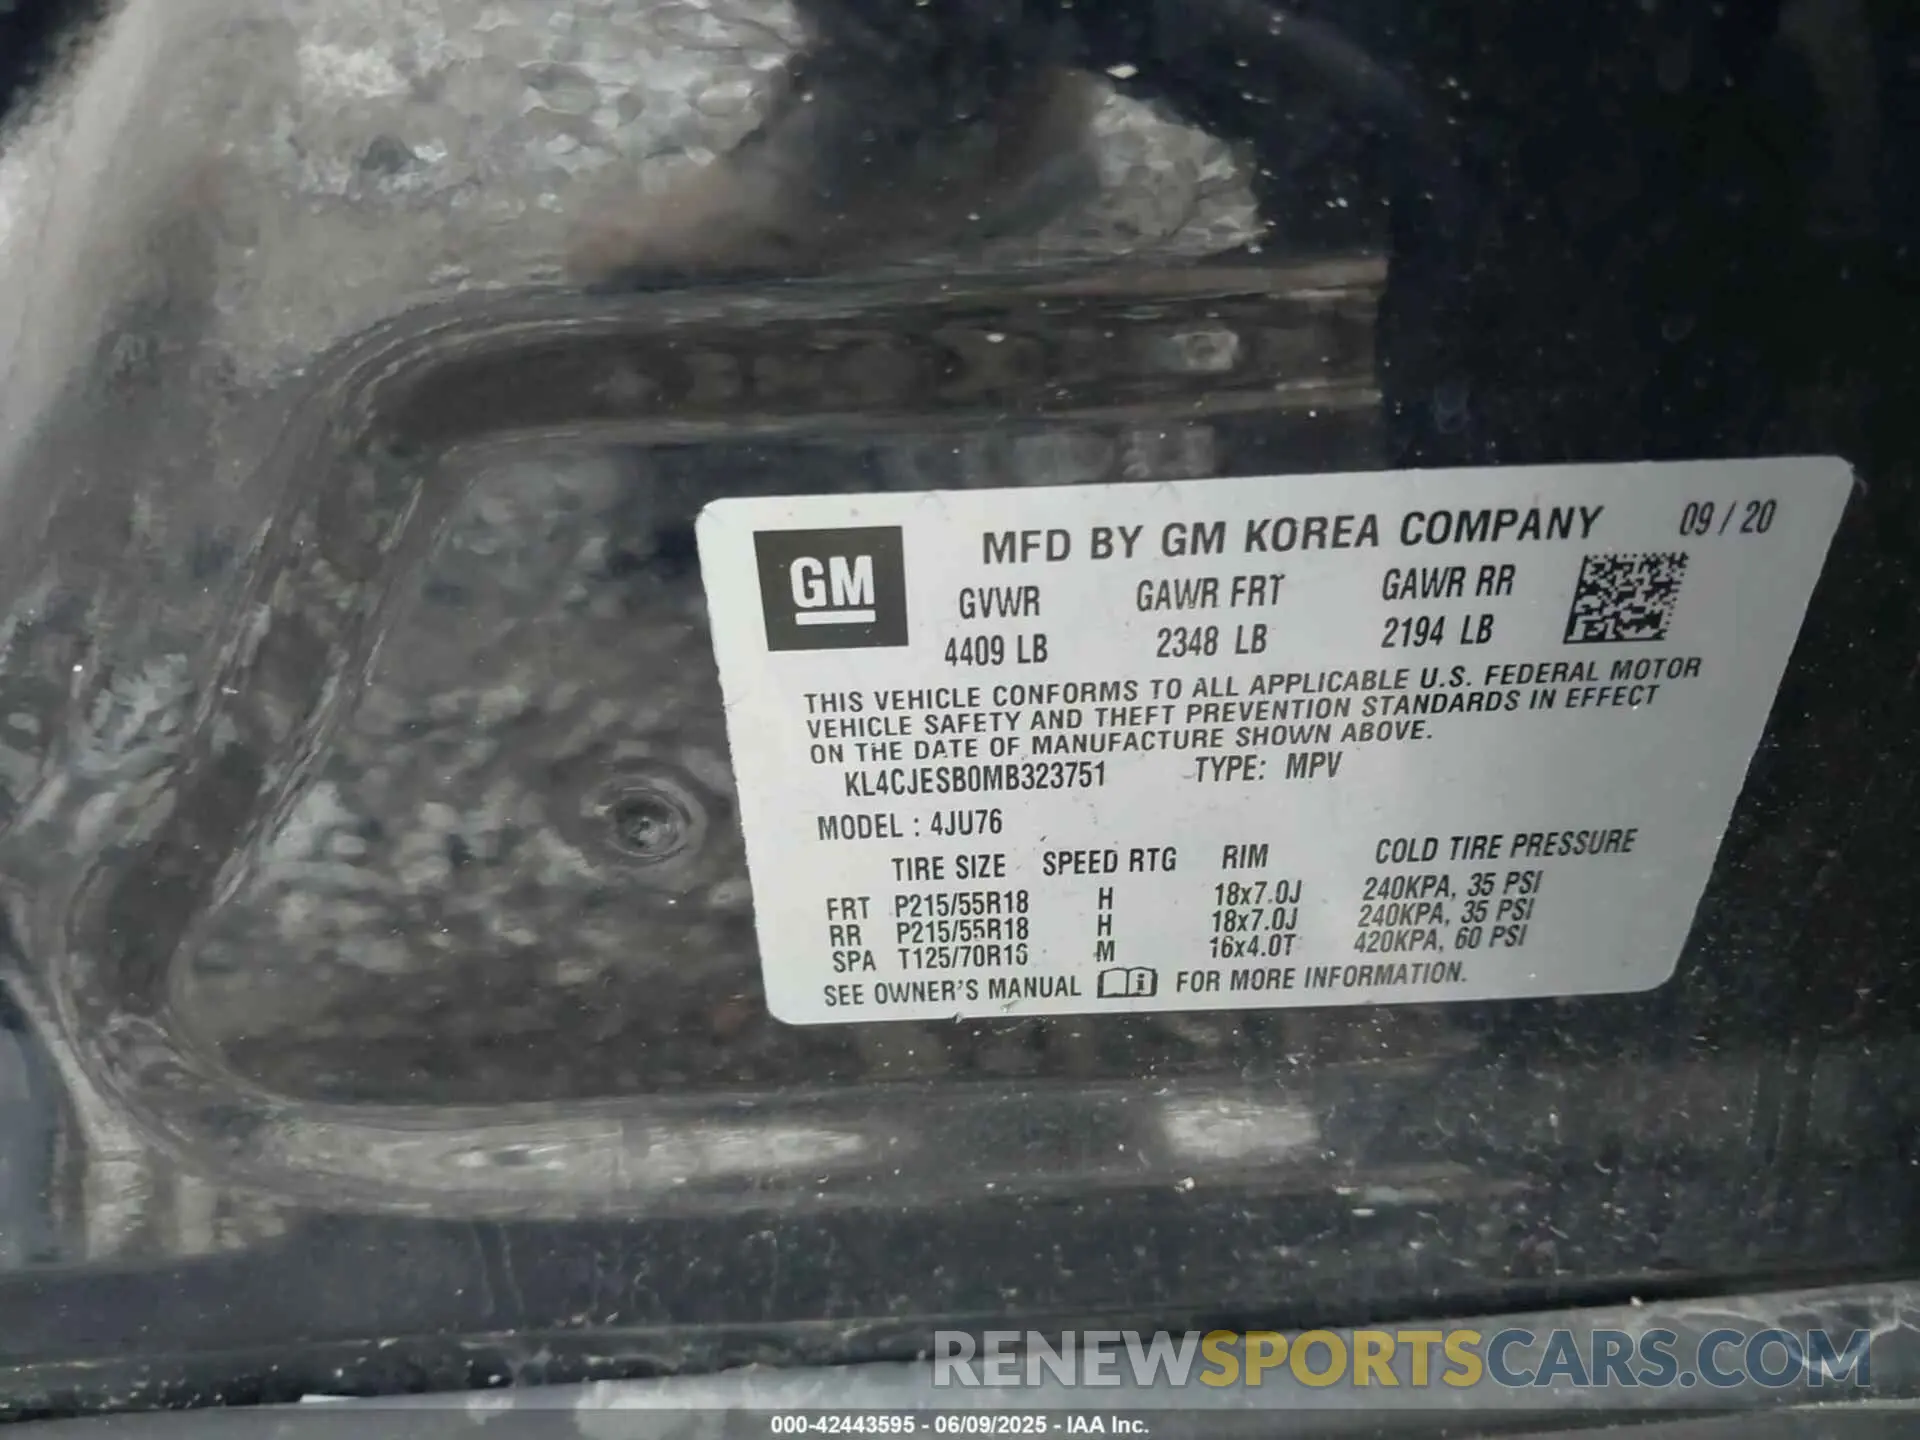 GM
MFD BY GM KOREA COMPANY 09 / 20
GVWR GAWR FRT GAWR RR
4409 LB 2348 LB 2194 LB
THIS VEHICLE CONFORMS TO ALL APPLICABLE U.S. FEDERAL MOTOR
VEHICLE SAFETY AND THEFT PREVENTION STANDARDS IN EFFECT
ON THE DATE OF MANUFACTURE SHOWN ABOVE.
KL4CJESB0MB323751 TYPE: MPV
MODEL : 4JU76
TIRE SIZE SPEED RTG RIM COLD TIRE PRESSURE
FRT P215/55R18 H 18x7.0J 240KPA, 35 PSI
RR P215/55R18 H 18x7.0J 240KPA, 35 PSI
SPA T125/70R16 M 16x4.0T 420KPA, 60 PSI
SEE OWNER'S MANUAL FOR MORE INFORMATION.
RENEWSPORTSCARS.COM
000-42443595 - 06/09/2025 - IAA Inc.